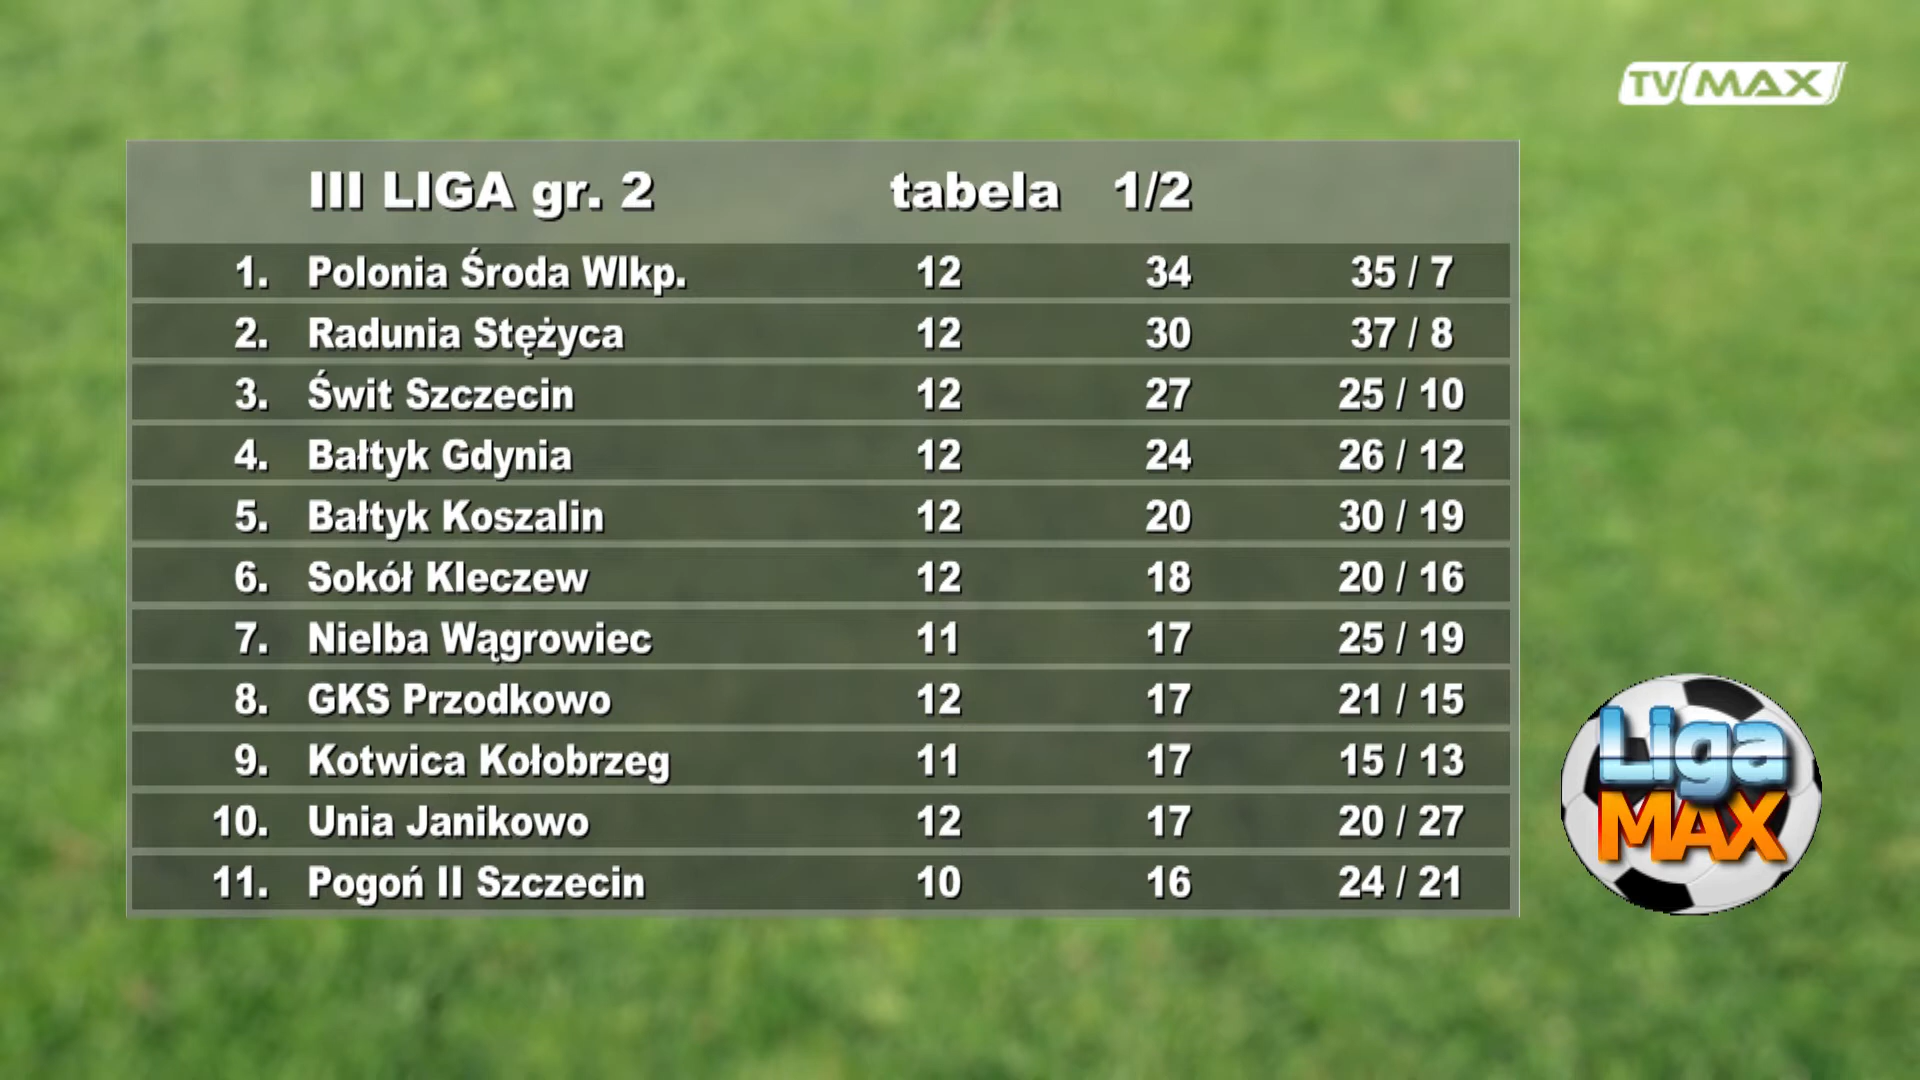 TV MAX
III LIGA gr. 2 tabela 1/2
1. Polonia Środa Wlkp. 12 34 35 / 7
2. Radunia Stężyca 12 30 37 / 8
3. Świt Szczecin 12 27 25 / 10
4. Bałtyk Gdynia 12 24 26 / 12
5. Bałtyk Koszalin 12 20 30 / 19
6. Sokół Kleczew 12 18 20 / 16
7. Nielba Wągrowiec 11 17 25 / 19
8. GKS Przodkowo 12 17 21 / 15
9. Kotwica Kołobrzeg 11 17 15 / 13
10. Unia Janikowo 12 17 20 / 27
11. Pogoń II Szczecin 10 16 24 / 21
Liga
MAX